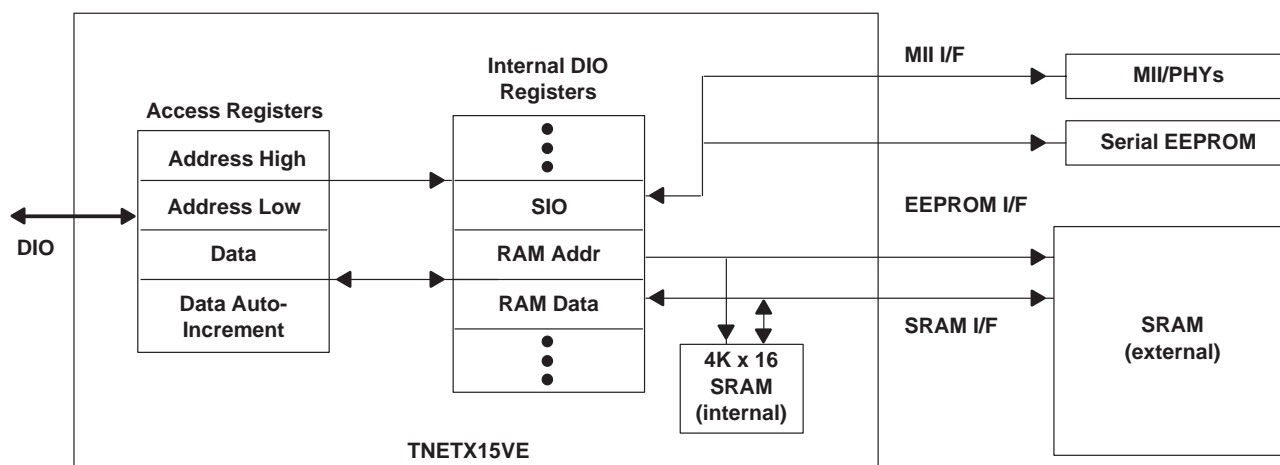 Access Registers
Address High
Address Low
Data
Data Auto-
Increment
DIO
Internal DIO
Registers
SIO
RAM Addr
RAM Data
4K x 16
SRAM
(internal)
TNETX15VE
MII I/F
MII/PHYs
Serial EEPROM
EEPROM I/F
SRAM I/F
SRAM
(external)